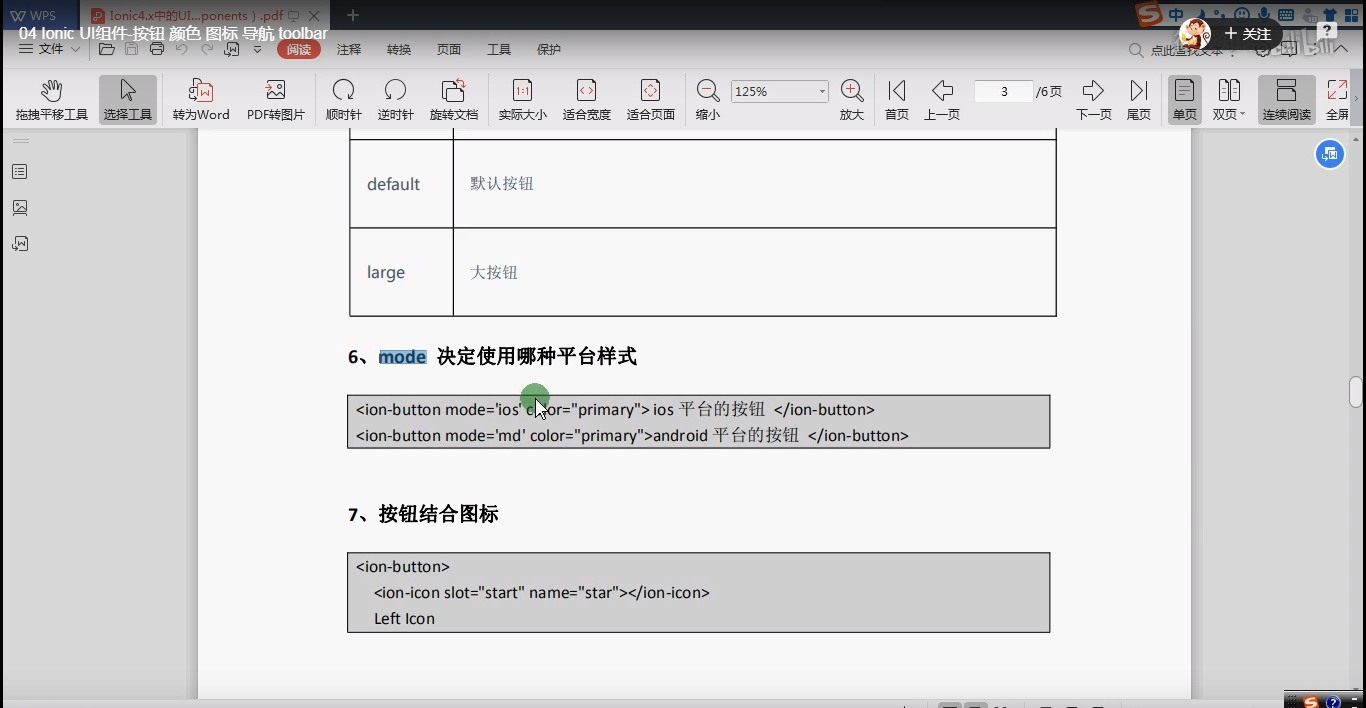 WPS
Ionic4.x中的UI...ponents ) .pdf
04 Ionic UI组件-按钮 颜色 图标 导航 toolbar
+ 关注
文件
阅读
注释
转换
页面
工具
保护
点此查找文本
拖拽平移工具
选择工具
转为Word
PDF转图片
顺时针
逆时针
旋转文档
1:1
实际大小
适合宽度
适合页面
缩小
125%
放大
首页
上一页
3
/6页
下一页
尾页
单页
双页
连续阅读
全屏
default
默认按钮
large
大按钮
6、mode 决定使用哪种平台样式
<ion-button mode='ios' color="primary"> ios 平台的按钮 </ion-button>
<ion-button mode='md' color="primary">android 平台的按钮 </ion-button>
7、按钮结合图标
<ion-button>
<ion-icon slot="start" name="star"></ion-icon>
Left Icon